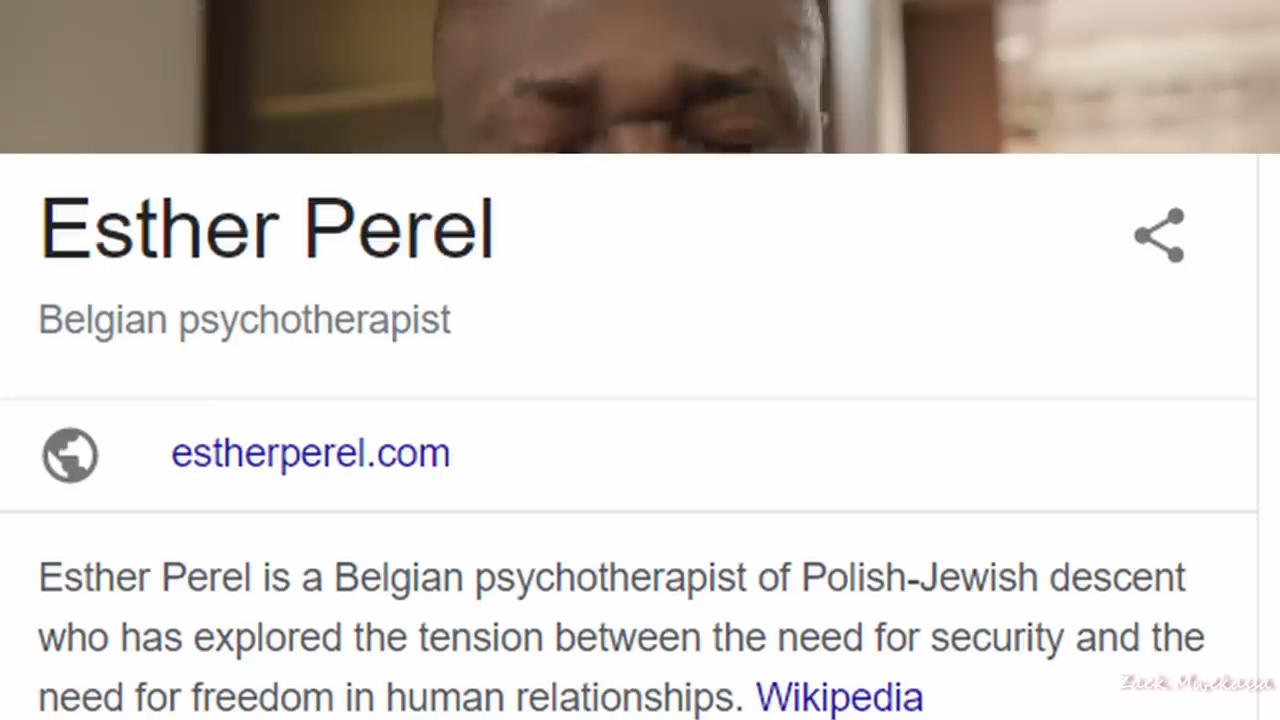 Esther Perel
Belgian psychotherapist
estherperel.com
Esther Perel is a Belgian psychotherapist of Polish-Jewish descent
who has explored the tension between the need for security and the
need for freedom in human relationships. Wikipedia